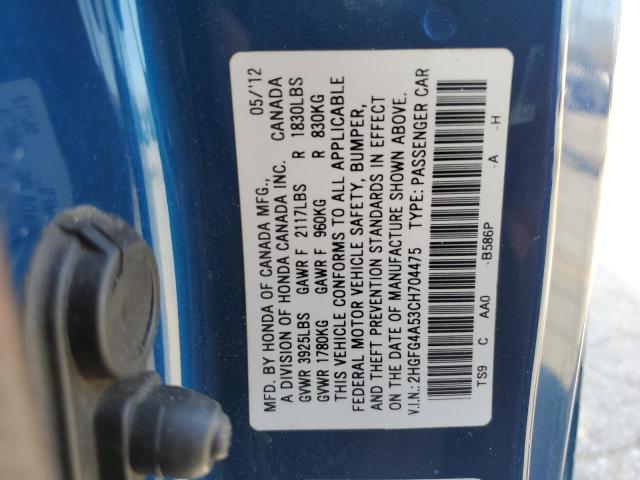 MFD. BY HONDA OF CANADA MFG., 05/'12
A DIVISION OF HONDA CANADA INC. CANADA
GVWR 3925LBS GAWR F 2117LBS R 1830LBS
GVWR 1780KG GAWR F 960KG R 830KG
THIS VEHICLE CONFORMS TO ALL APPLICABLE
FEDERAL MOTOR VEHICLE SAFETY, BUMPER,
AND THEFT PREVENTION STANDARDS IN EFFECT
ON THE DATE OF MANUFACTURE SHOWN ABOVE.
V.I.N.: 2HGFG4A53CH704475 TYPE: PASSENGER CAR
TS9 C AA0 -B586P -A -H